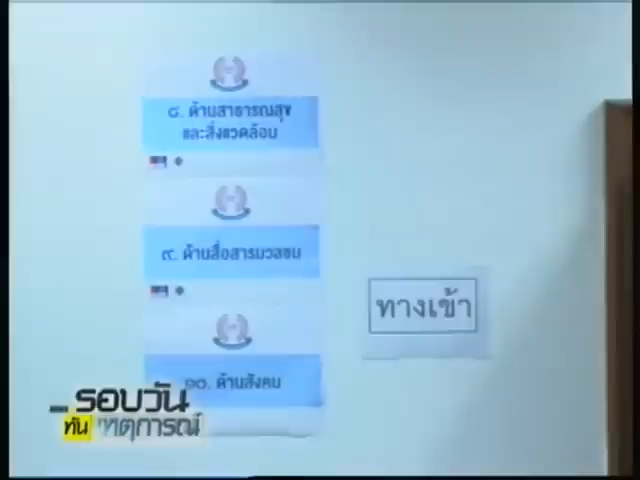 ๘. ด้านสาธารณสุข
และสิ่งแวดล้อม
๙. ด้านสื่อสารมวลชน
ทางเข้า
๑๐. ด้านสังคม
รอบวัน
ทันเหตุการณ์